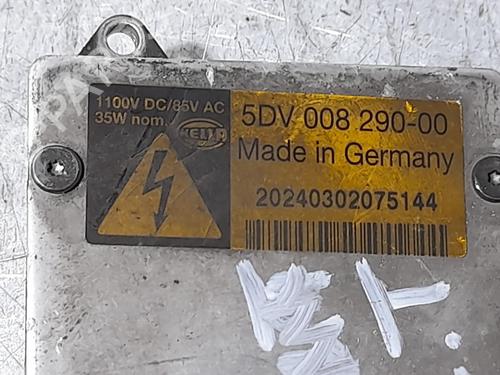 1100V DC/85V AC
35W nom.
HELLA
5DV 008 290-00
Made in Germany
20240302075144